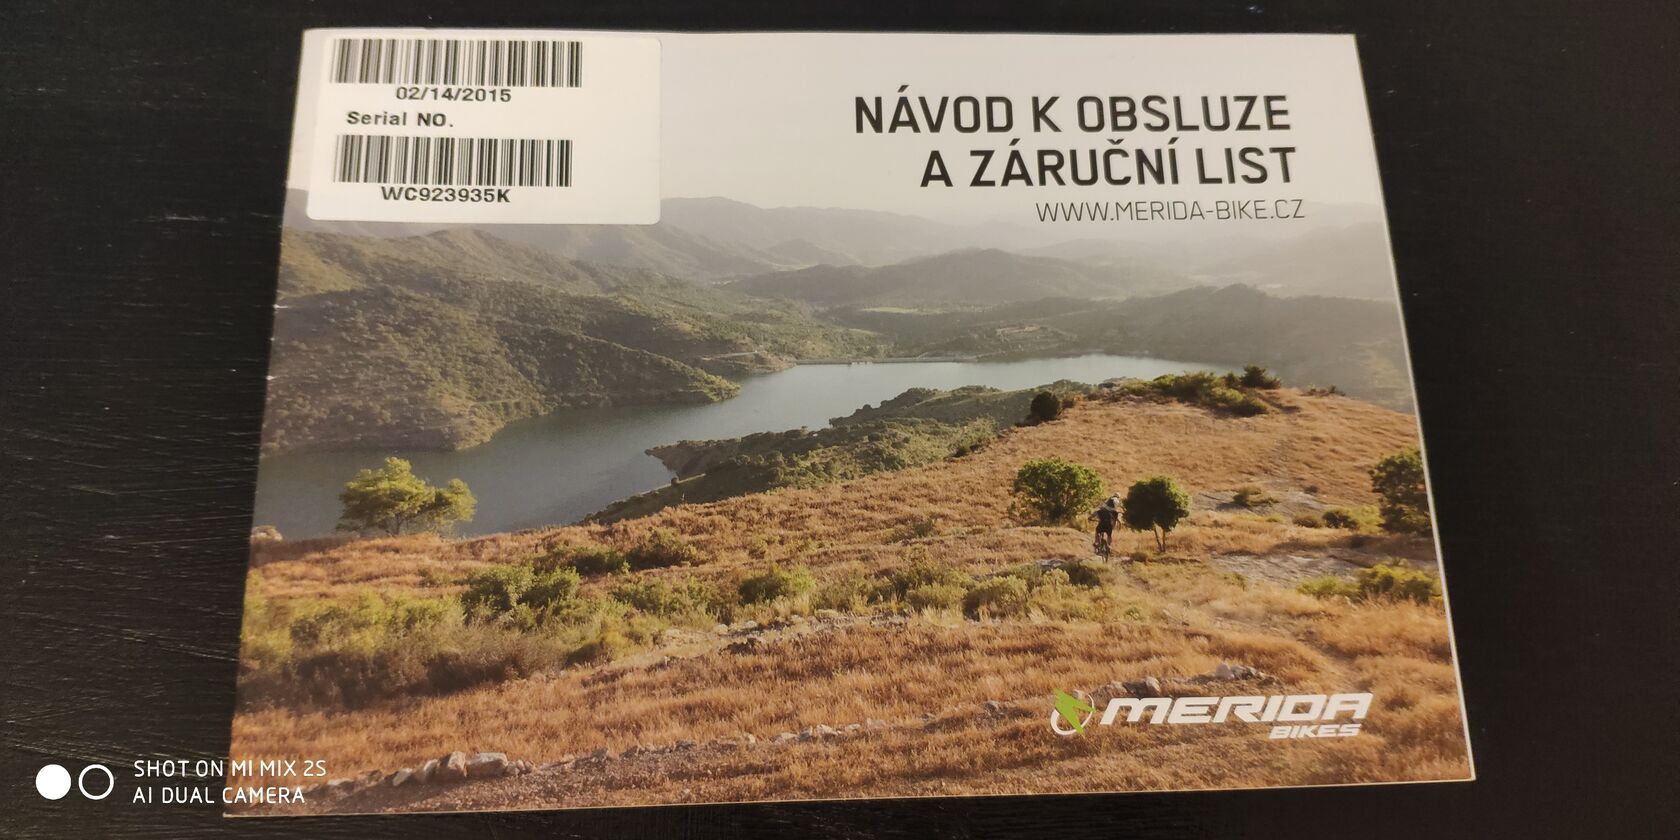 02/14/2015
Serial NO.
WC923935K
NÁVOD K OBSLUZE
A ZÁRUČNÍ LIST
WWW.MERIDA-BIKE.CZ
MERIDA
BIKES
SHOT ON MI MIX 2S
AI DUAL CAMERA